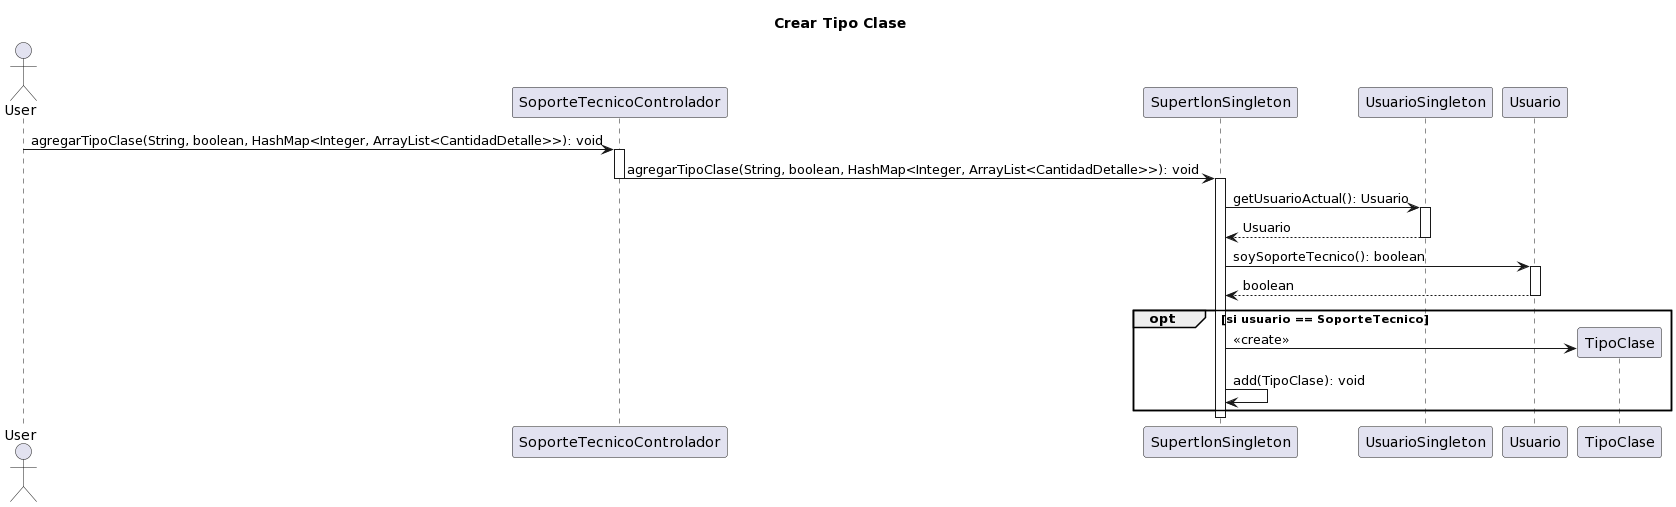 Crear Tipo Clase
User
SoporteTecnicoControlador
SupertlonSingleton
UsuarioSingleton
Usuario
agregarTipoClase(String, boolean, HashMap<Integer, ArrayList<CantidadDetalle>>): void
agregarTipoClase(String, boolean, HashMap<Integer, ArrayList<CantidadDetalle>>): void
getUsuarioActual(): Usuario
Usuario
soySoporteTecnico(): boolean
boolean
opt
[si usuario == SoporteTecnico]
«create»
TipoClase
add(TipoClase): void
User
SoporteTecnicoControlador
SupertlonSingleton
UsuarioSingleton
Usuario
TipoClase